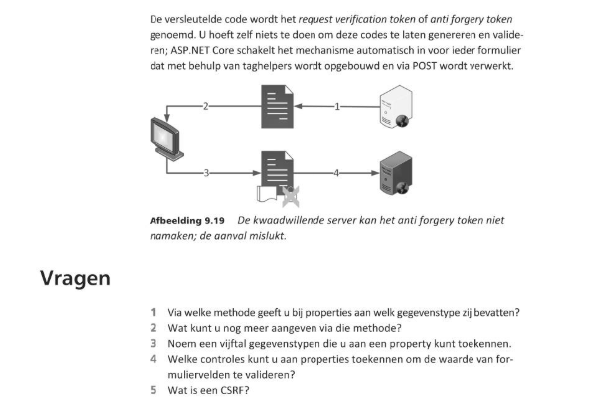 De versleutelde code wordt het request verification token of anti forgery token
genoemd. U hoeft zelf niets te doen om deze codes te laten genereren en valide-
ren; ASP.NET Core schakelt het mechanisme automatisch in voor ieder formulier
dat met behulp van taghelpers wordt opgebouwd en via POST wordt verwerkt.
2
1
3
4
Afbeelding 9.19 De kwaadwillende server kan het anti forgery token niet
namaken; de aanval mislukt.
Vragen
1 Via welke methode geeft u bij properties aan welk gegevenstype zij bevatten?
2 Wat kunt u nog meer aangeven via die methode?
3 Noem een vijftal gegevenstypen die u aan een property kunt toekennen.
4 Welke controles kunt u aan properties toekennen om de waarde van for-
muliervelden te valideren?
5 Wat is een CSRF?